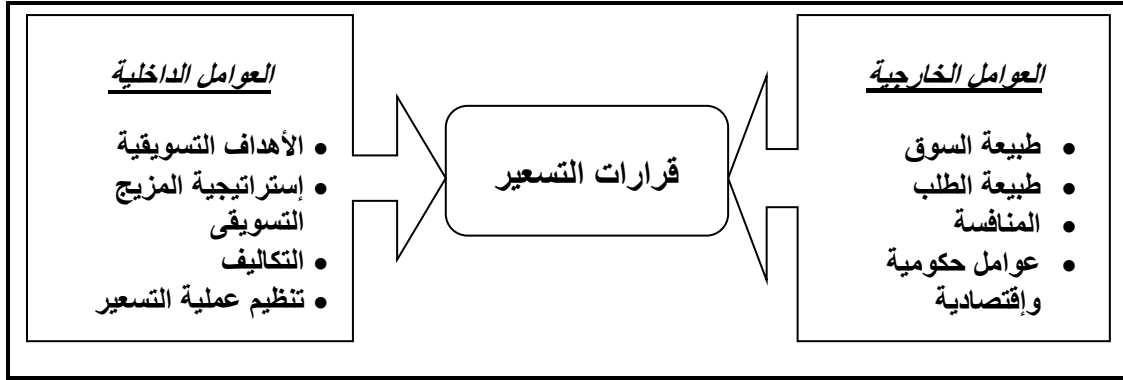 العوامل الخارجية
• طبيعة السوق
• طبيعة الطلب
• المنافسة
• عوامل حكومية
وإقتصادية
قرارات التسعير
العوامل الداخلية
• الأهداف التسويقية
• إستراتيجية المزيج
التسويقى
• التكاليف
• تنظيم عملية التسعير